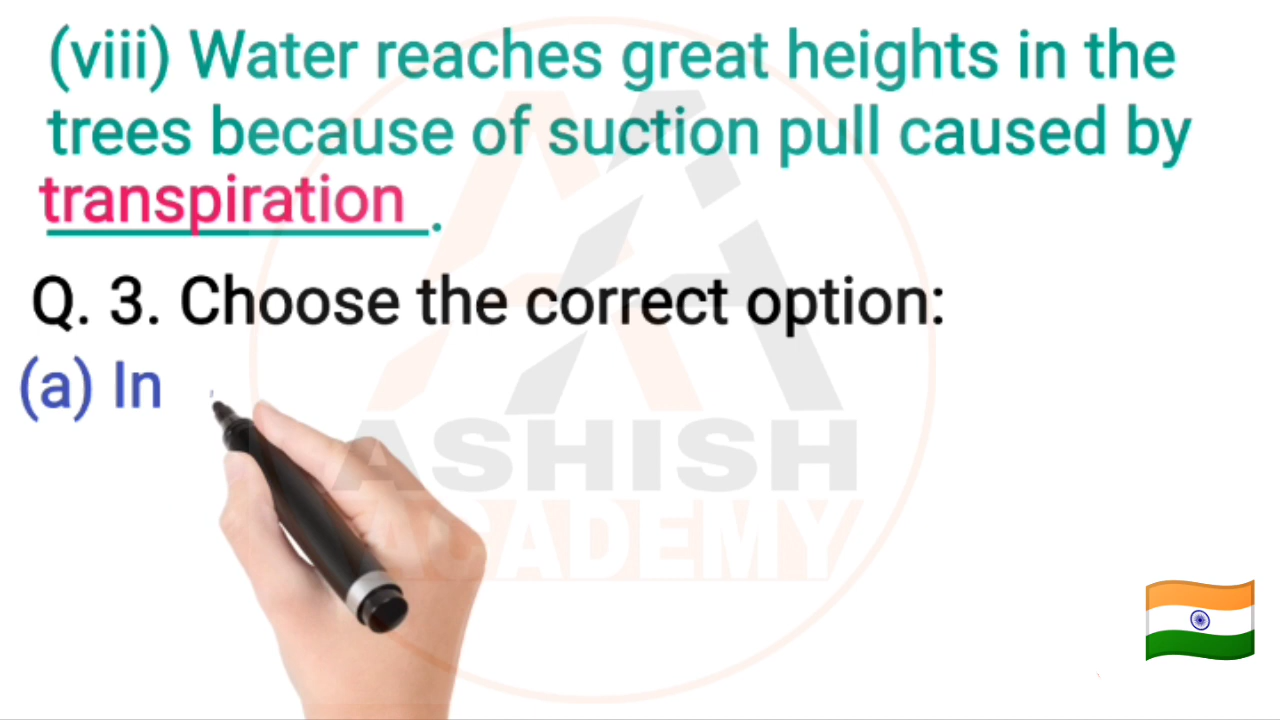 (viii) Water reaches great heights in the
trees because of suction pull caused by
transpiration.
Q. 3. Choose the correct option:
(a) In
ASHISH
ACADEMY